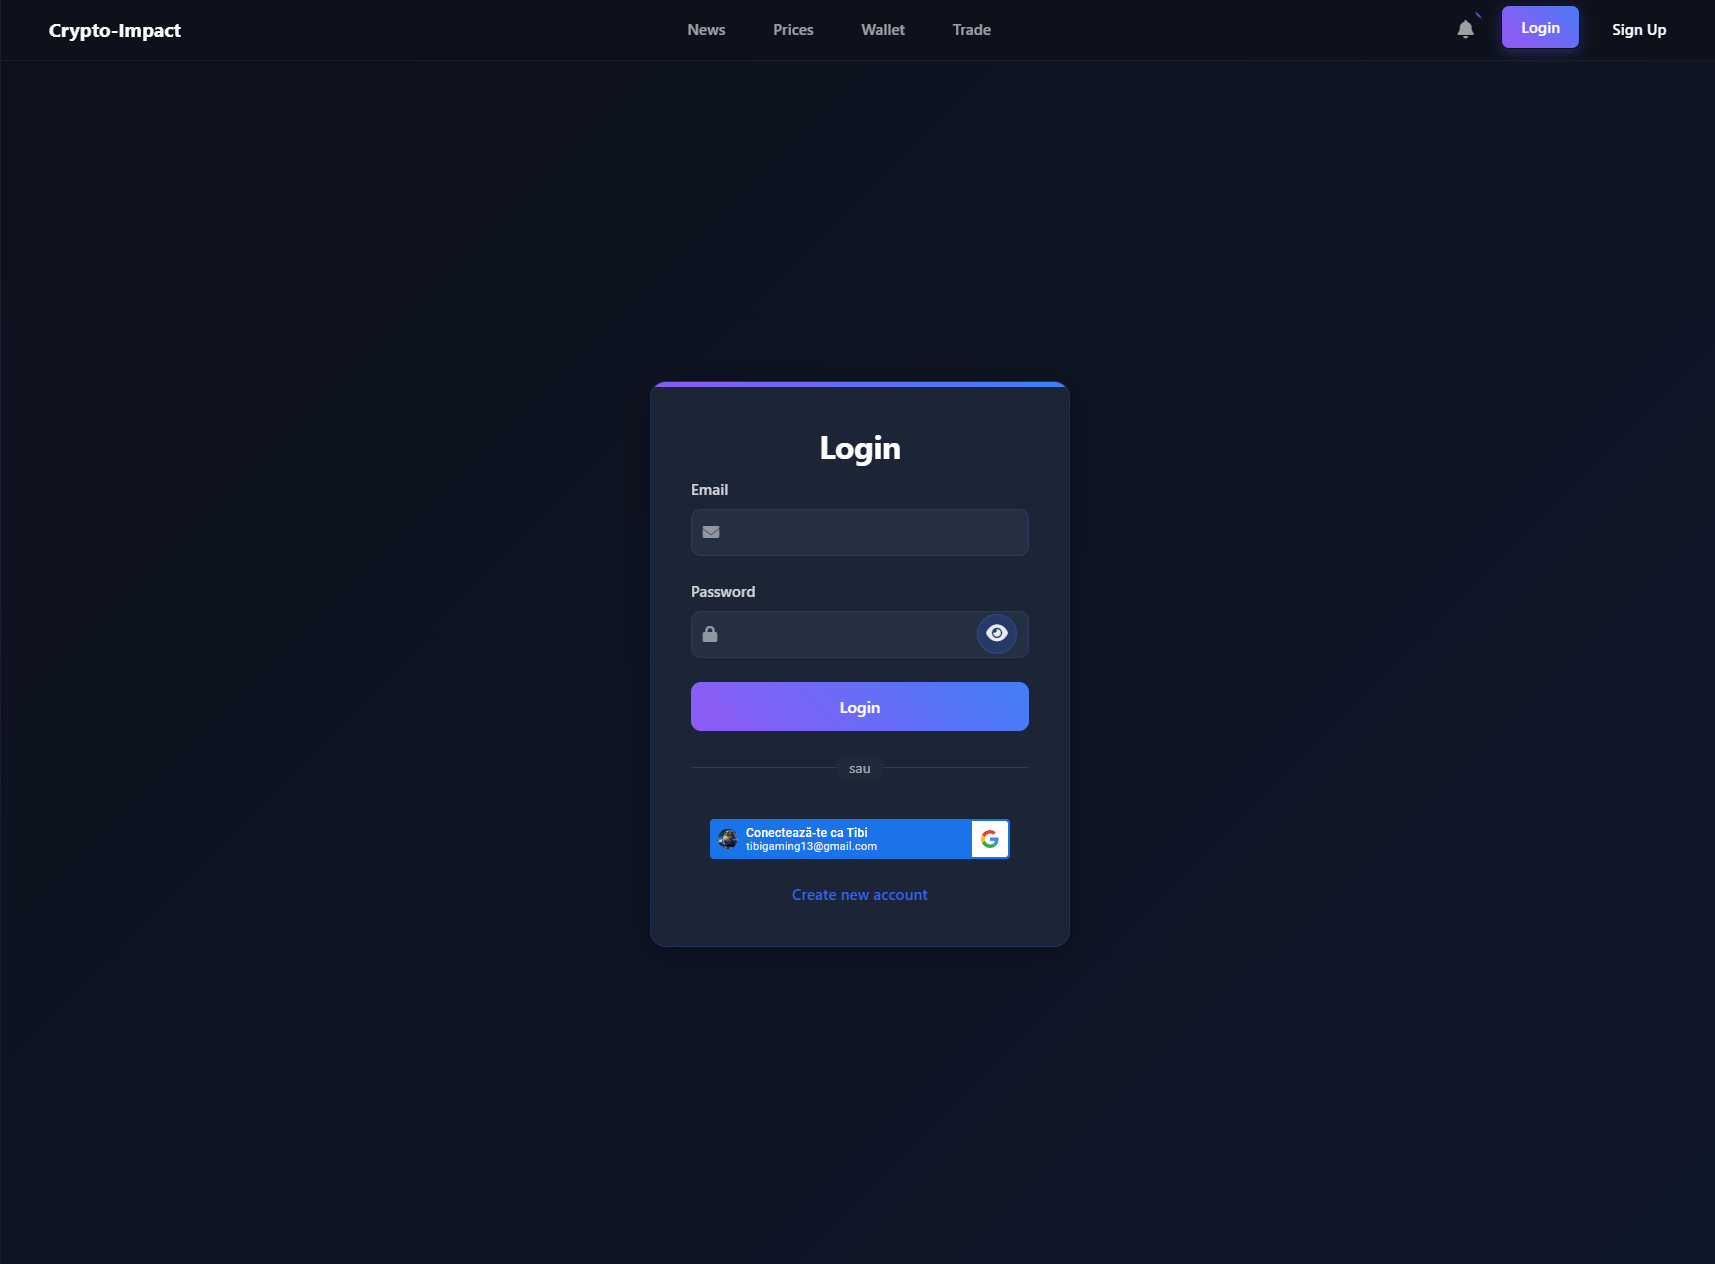 Crypto-Impact
News
Prices
Wallet
Trade
Login
Sign Up
Login
Email
Password
Login
sau
Conectează-te ca Tibi
tibigaming13@gmail.com
Create new account